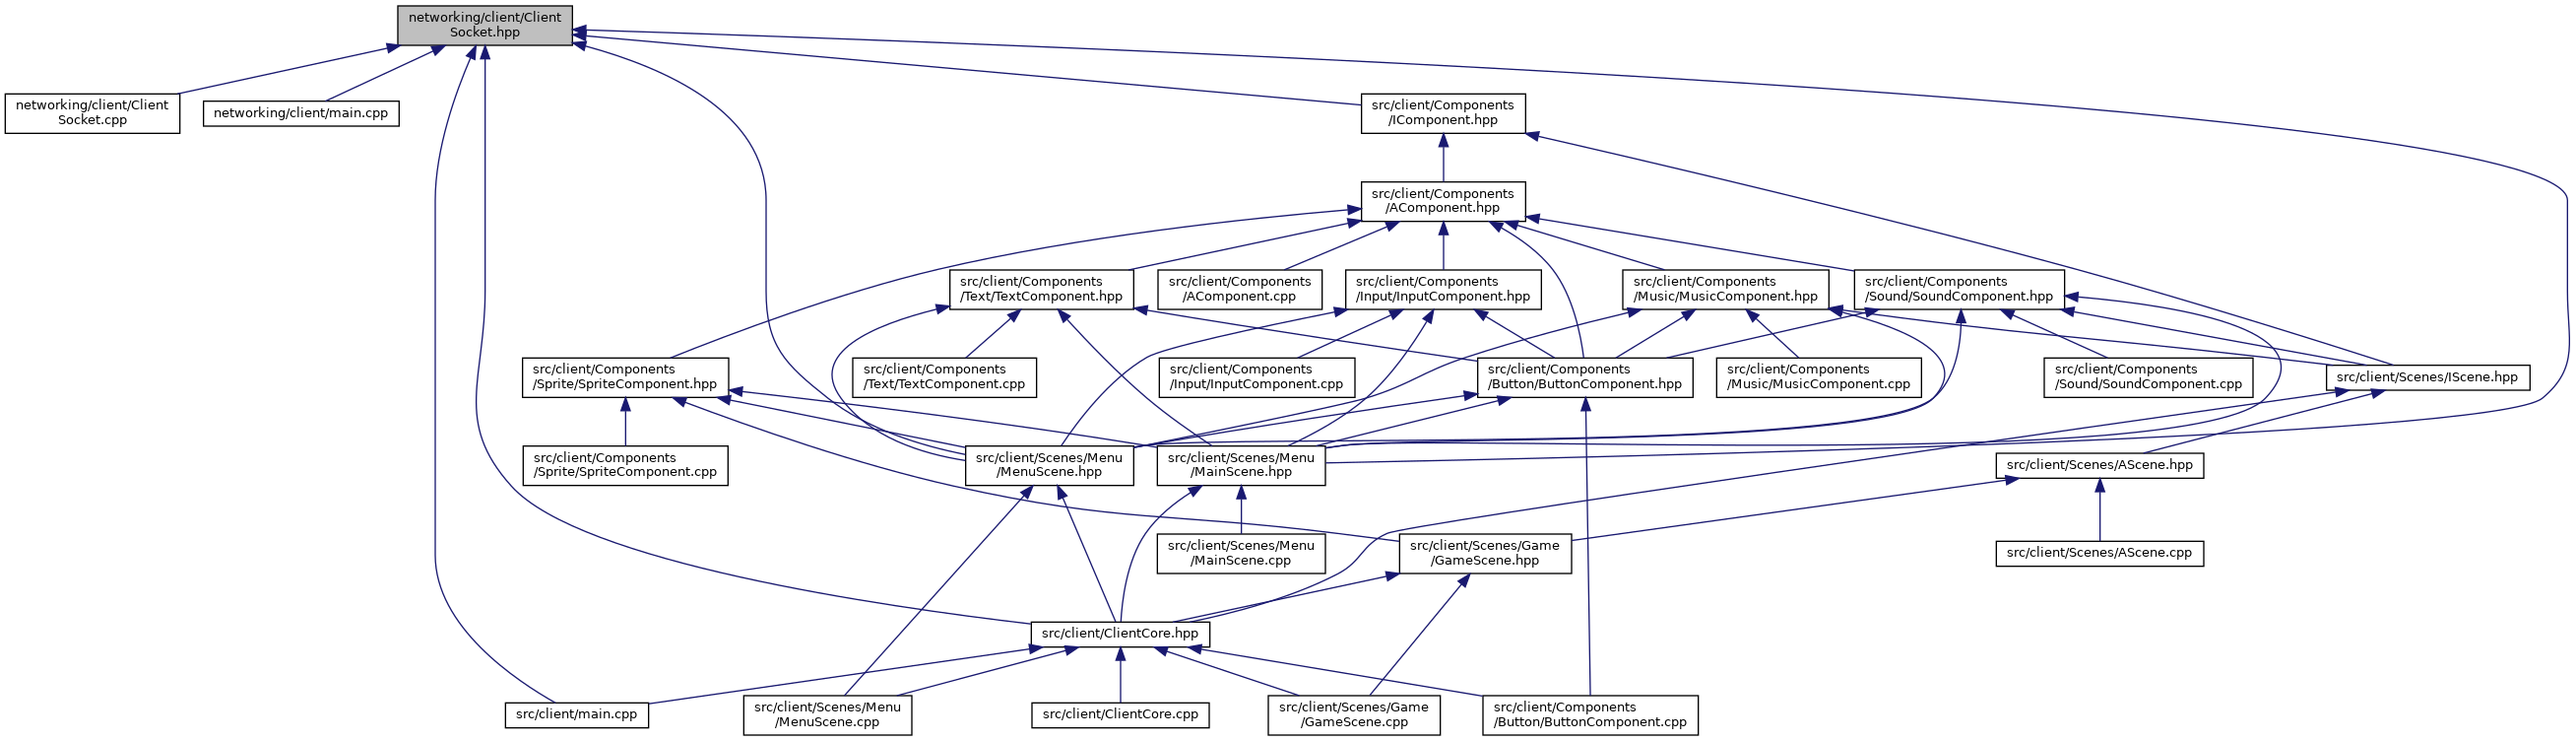 networking/client/Client
Socket.hpp
networking/client/Client
Socket.cpp
networking/client/main.cpp
src/client/Components
/IComponent.hpp
src/client/Components
/AComponent.hpp
src/client/Components
/Text/TextComponent.hpp
src/client/Components
/AComponent.cpp
src/client/Components
/Input/InputComponent.hpp
src/client/Components
/Music/MusicComponent.hpp
src/client/Components
/Sound/SoundComponent.hpp
src/client/Components
/Sprite/SpriteComponent.hpp
src/client/Components
/Text/TextComponent.cpp
src/client/Components
/Input/InputComponent.cpp
src/client/Components
/Button/ButtonComponent.hpp
src/client/Components
/Music/MusicComponent.cpp
src/client/Components
/Sound/SoundComponent.cpp
src/client/Scenes/IScene.hpp
src/client/Components
/Sprite/SpriteComponent.cpp
src/client/Scenes/Menu
/MenuScene.hpp
src/client/Scenes/Menu
/MainScene.hpp
src/client/Scenes/AScene.hpp
src/client/Scenes/Menu
/MainScene.cpp
src/client/Scenes/Game
/GameScene.hpp
src/client/Scenes/AScene.cpp
src/client/ClientCore.hpp
src/client/main.cpp
src/client/Scenes/Menu
/MenuScene.cpp
src/client/ClientCore.cpp
src/client/Scenes/Game
/GameScene.cpp
src/client/Components
/Button/ButtonComponent.cpp